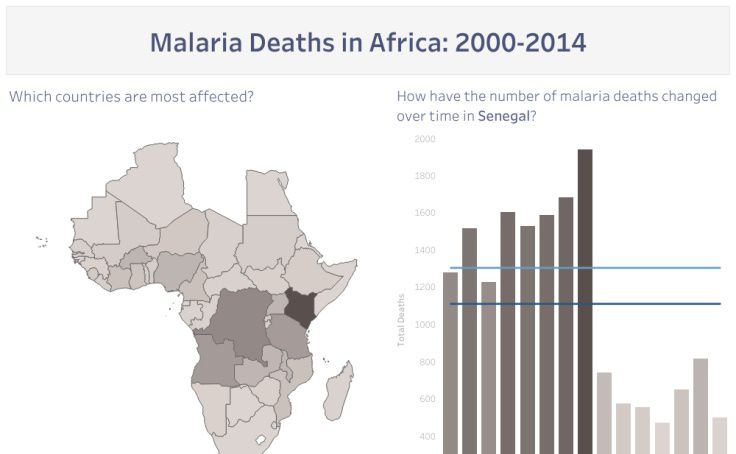 Malaria Deaths in Africa: 2000-2014
Which countries are most affected?
How have the number of malaria deaths changed
over time in Senegal?
2000
1800
1600
1400
1200
1000
800
600
400
Total Deaths